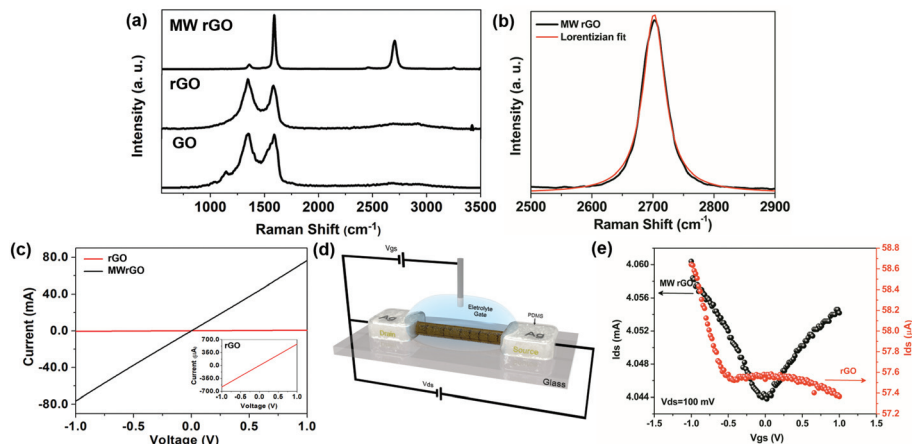 (a)
MW rGO
rGO
GO
Intensity (a. u.)
1000 1500 2000 2500 3000 3500
Raman Shift (cm-1)
(b)
MW rGO
Lorentzian fit
Intensity (a. u.)
2500 2600 2700 2800 2900
Raman Shift (cm-1)
(c)
rGO
MWrGO
80.0
40.0
0.0
-40.0
-80.0
Current (mA)
-1.0 -0.5 0.0 0.5 1.0
Voltage (V)
rGO
700.0
360.0
0.0
-360.0
-700.0
Current (μA)
-1.0 -0.5 0.0 0.5 1.0
Voltage (V)
(d)
Vgs
Eletrolyte
Gate
PDMS
Ag
Ag
Drain
Source
Glass
Vds
(e)
4.060
4.056
4.052
4.048
4.044
Ids (mA)
MW rGO
rGO
Vds=100 mV
58.8
58.6
58.4
58.2
58.0
57.8
57.6
57.4
57.2
Ids (μA)
-1.5 -1.0 -0.5 0.0 0.5 1.0 1.5
Vgs (V)